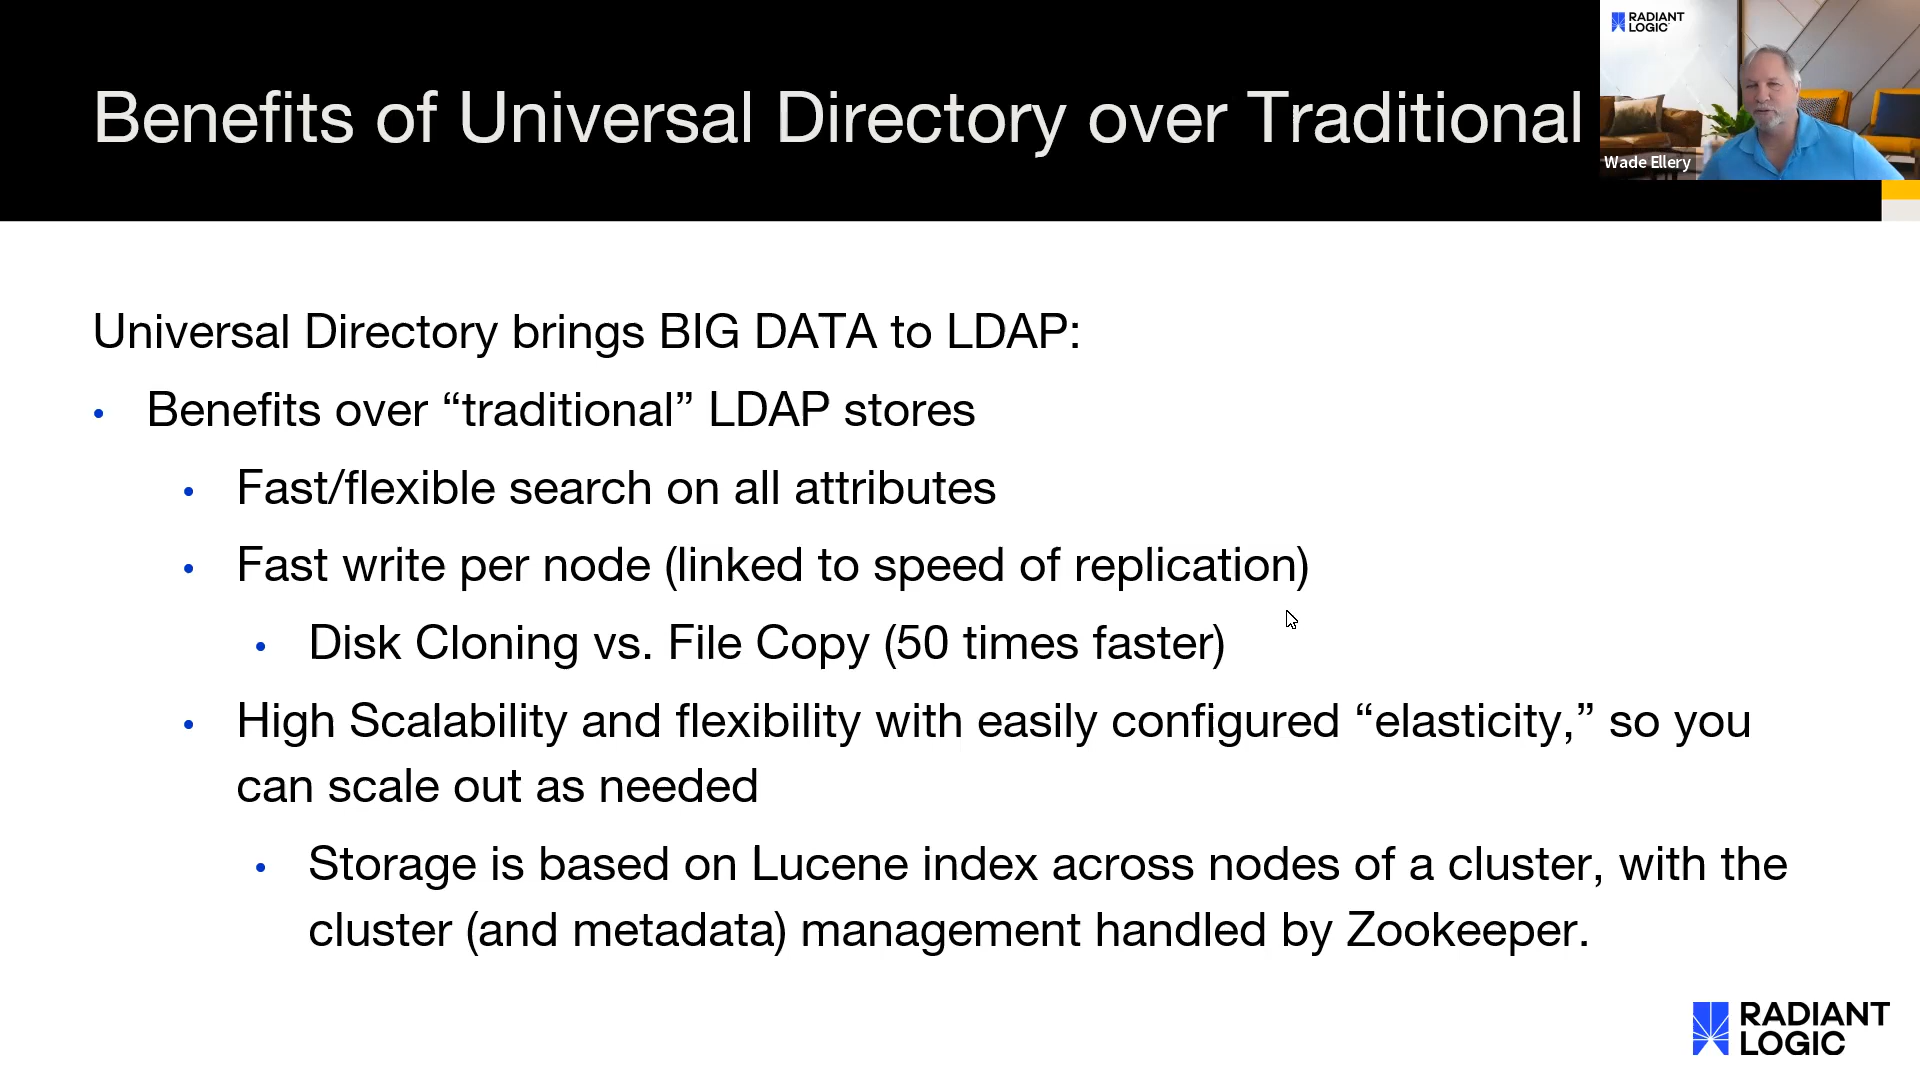 Benefits of Universal Directory over Traditional
RADIANT
LOGIC
Wade Ellery
Universal Directory brings BIG DATA to LDAP:
• Benefits over “traditional” LDAP stores
• Fast/flexible search on all attributes
• Fast write per node (linked to speed of replication)
• Disk Cloning vs. File Copy (50 times faster)
• High Scalability and flexibility with easily configured “elasticity,” so you
can scale out as needed
• Storage is based on Lucene index across nodes of a cluster, with the
cluster (and metadata) management handled by Zookeeper.
RADIANT
LOGIC